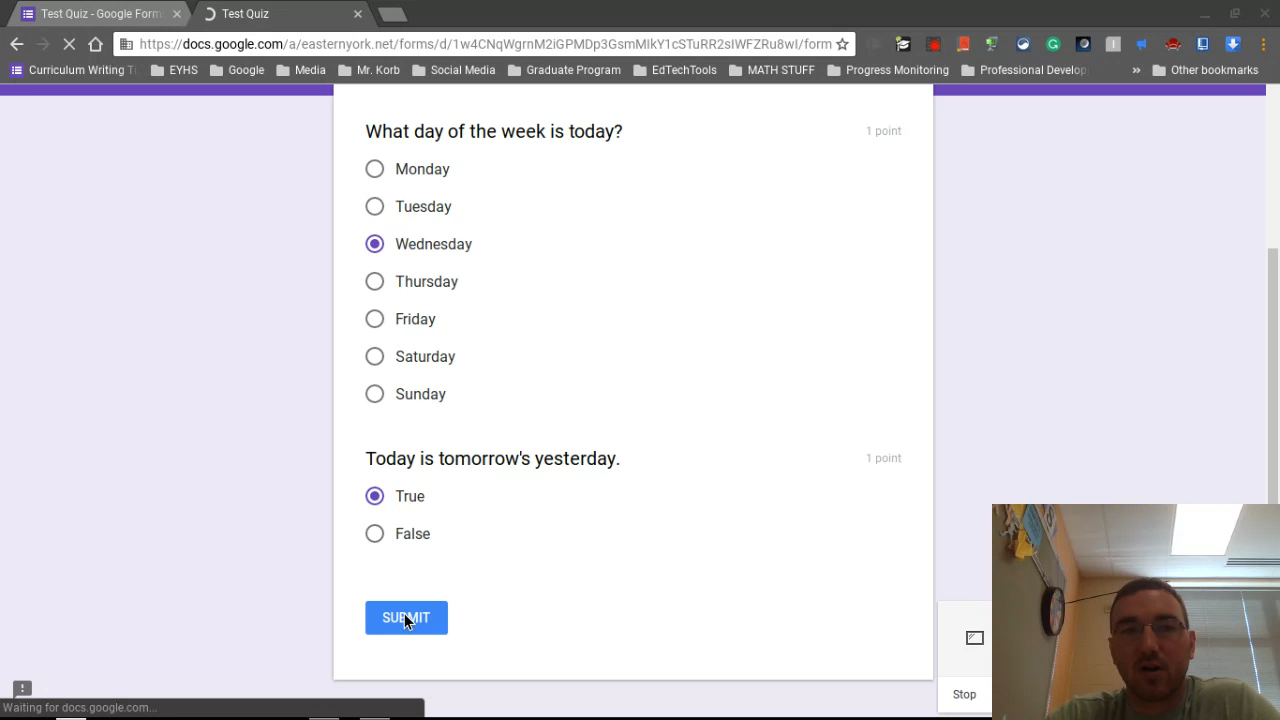 Test Quiz - Google Form
Test Quiz
https://docs.google.com/a/easternyork.net/forms/d/1w4CNqWgrnM2iGPMDp3GsmMIkY1cSTuRR2sIWFZRu8wI/form
Curriculum Writing Ti
EYHS
Google
Media
Mr. Korb
Social Media
Graduate Program
EdTechTools
MATH STUFF
Progress Monitoring
Professional Develop
»
Other bookmarks
What day of the week is today?
1 point
Monday
Tuesday
Wednesday
Thursday
Friday
Saturday
Sunday
Today is tomorrow's yesterday.
1 point
True
False
SUBMIT
Stop
Waiting for docs.google.com...